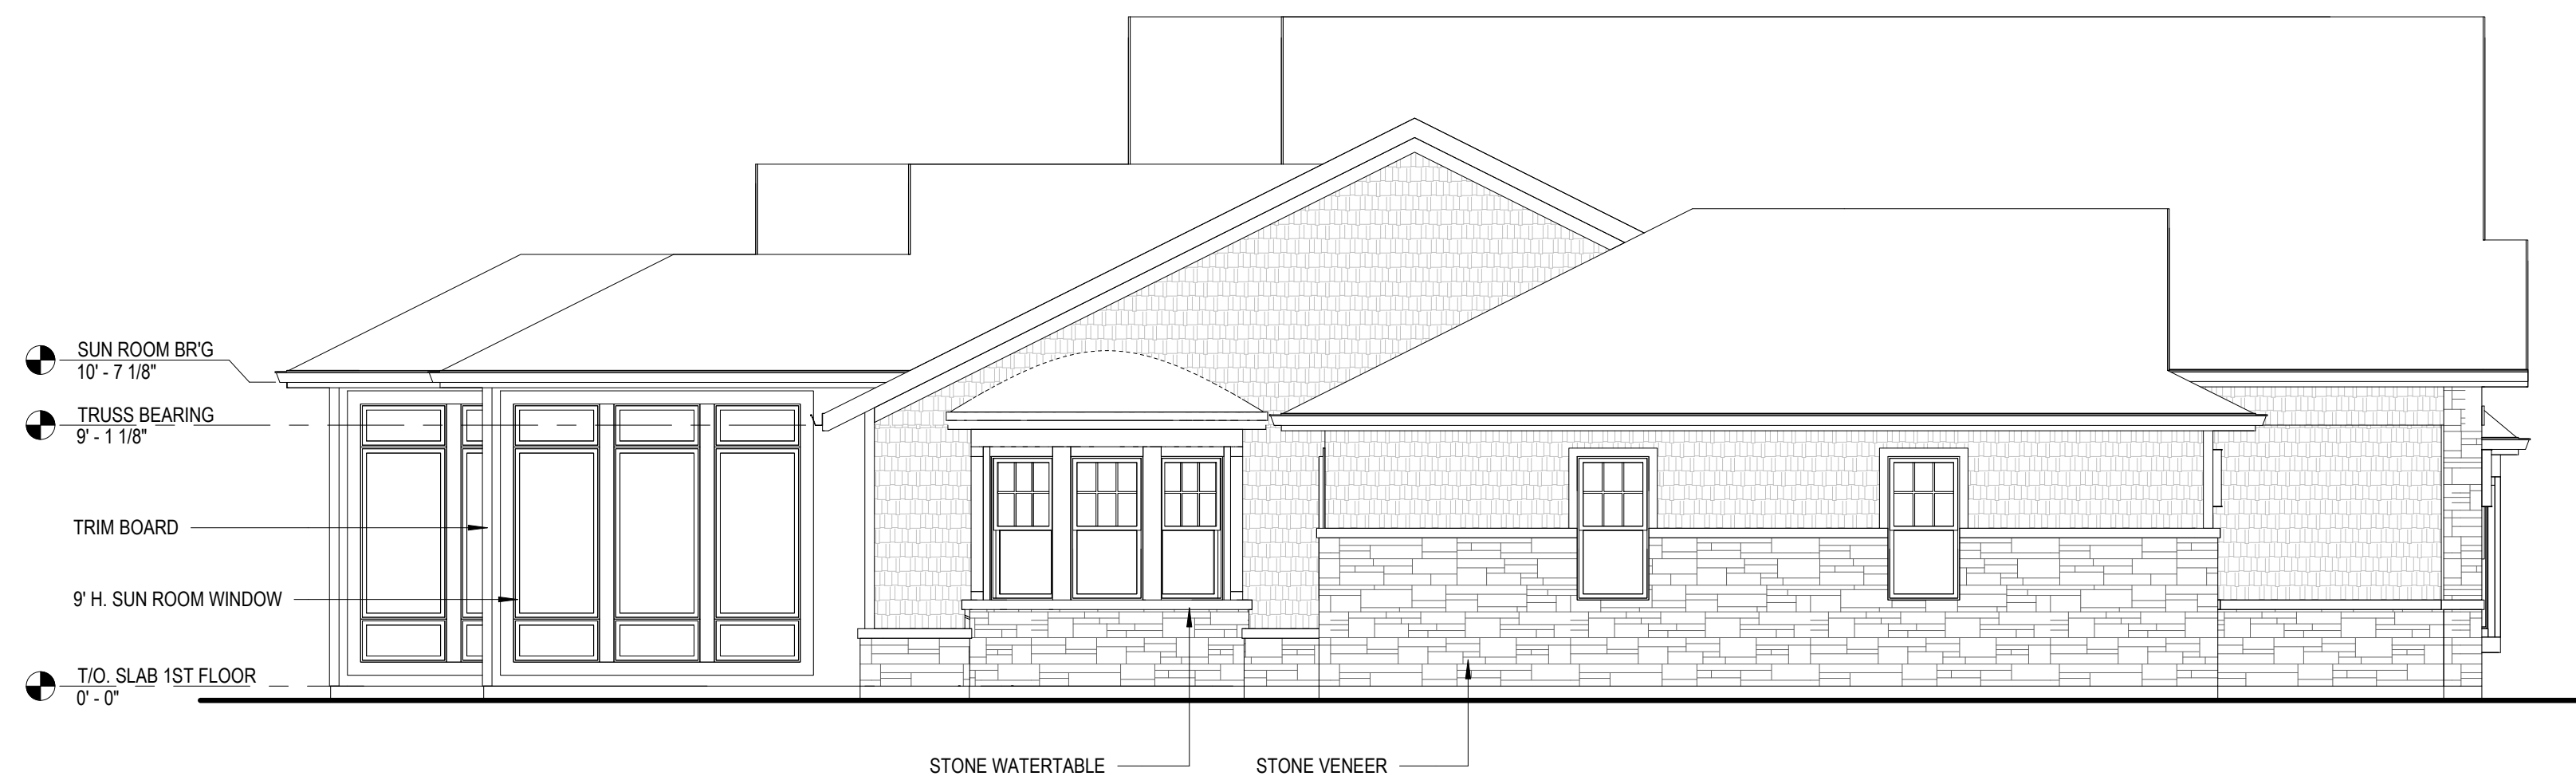 SUN ROOM BR'G
10' - 7 1/8"
TRUSS BEARING
9' - 1 1/8"
TRIM BOARD
9' H. SUN ROOM WINDOW
T/O. SLAB 1ST FLOOR
0' - 0"
STONE WATERTABLE
STONE VENEER